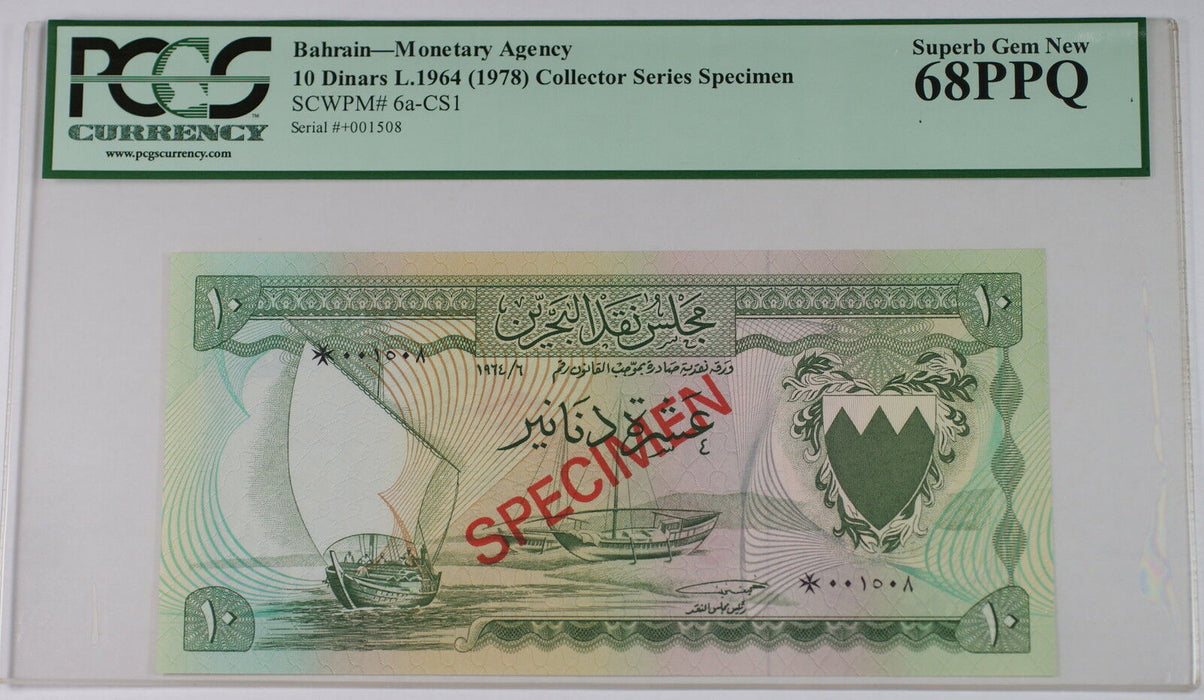 PCGS
CURRENCY
www.pcgscurrency.com
Bahrain—Monetary Agency
10 Dinars L.1964 (1978) Collector Series Specimen
SCWPM# 6a-CS1
Serial #+001508
Superb Gem New
68PPQ
١٠
مجلس نقد البحرين
١٠
*٠٠١٥٠٨
ورقة نقدية صادرة بموجب القانون رقم ١٩٦٤/٦
عشرة دنانير
SPECIMEN
*٠٠١٥٠٨
رئيس مجلس النقد
١٠
١٠